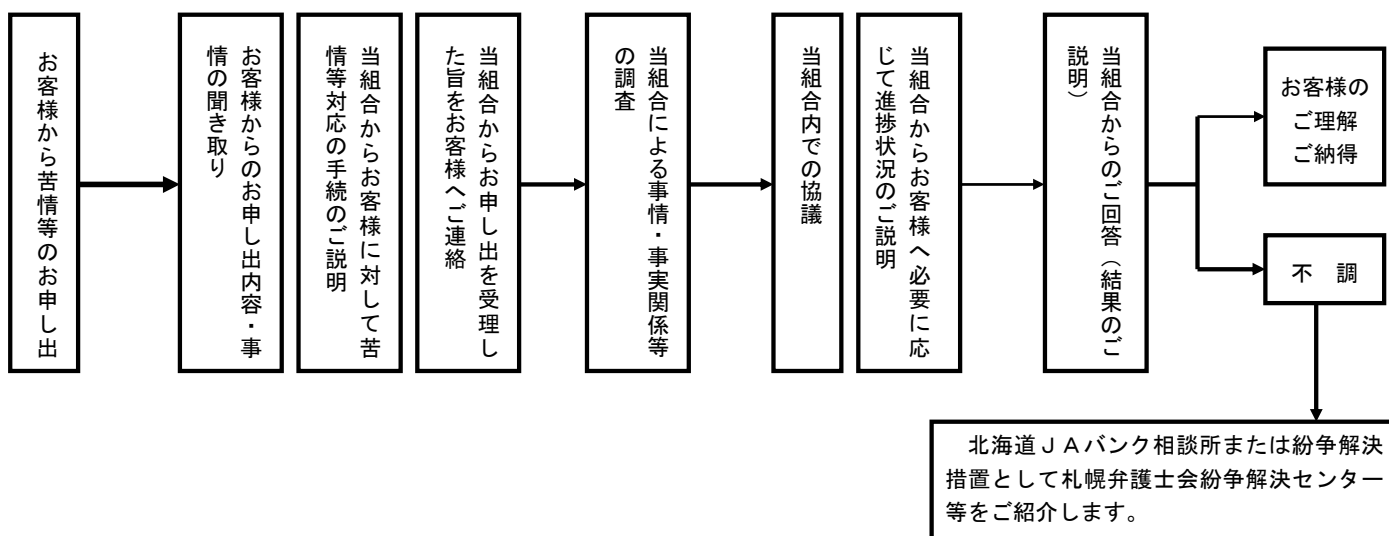 お客様から苦情等のお申し出
お客様からのお申し出内容・事
情の聞き取り
当組合からお客様に対して苦
情等対応の手続のご説明
当組合からお申し出を受理し
た旨をお客様へご連絡
当組合による事情・事実関係等
の調査
当組合内での協議
当組合からお客様へ必要に応
じて進捗状況のご説明
当組合からのご回答（結果のご
説明）
お客様の
ご理解
ご納得
不　調
北海道ＪＡバンク相談所または紛争解決
措置として札幌弁護士会紛争解決センター
等をご紹介します。